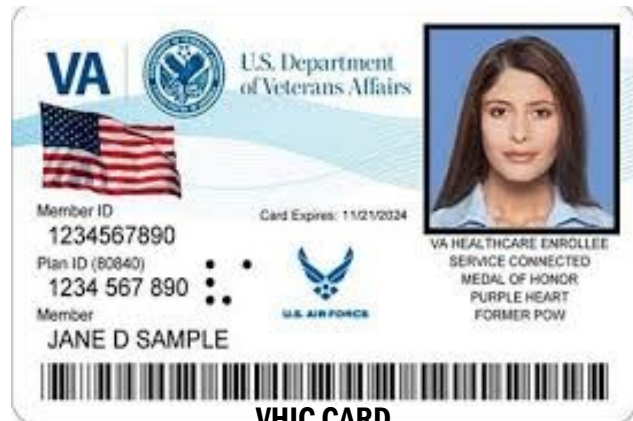 VA
U.S. Department
of Veterans Affairs
Member ID
1234567890
Card Expires: 11/21/2024
Plan ID (80840)
1234 567 890
Member
JANE D SAMPLE
U.S. AIR FORCE
VA HEALTHCARE ENROLLEE
SERVICE CONNECTED
MEDAL OF HONOR
PURPLE HEART
FORMER POW
VHIC CARD